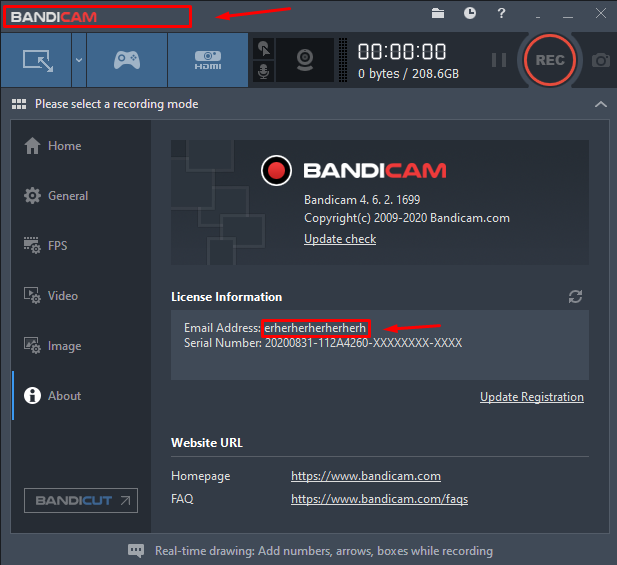 BANDICAM
?
HDMI
00:00:00
0 bytes / 208.6GB
REC
Please select a recording mode
Home
General
FPS
Video
Image
About
BANDICUT
BANDICAM
Bandicam 4. 6. 2. 1699
Copyright(c) 2009-2020 Bandicam.com
Update check
License Information
Email Address: erherherherherherh
Serial Number: 20200831-112A4260-XXXXXXXX-XXXX
Update Registration
Website URL
Homepage https://www.bandicam.com
FAQ https://www.bandicam.com/faqs
Real-time drawing: Add numbers, arrows, boxes while recording